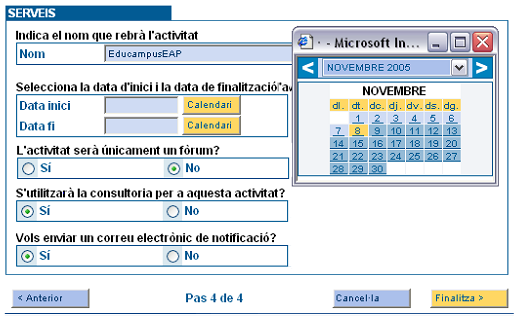 SERVEIS
Indica el nom que rebrà l'activitat
Nom EducampusEAP
Selecciona la data d'inici i la data de finalització
Data inici Calendari
Data fi Calendari
L'activitat serà únicament un fòrum?
Sí No
S'utilitzarà la consultoria per a aquesta activitat?
Sí No
Vols enviar un correu electrònic de notificació?
Sí No
< Anterior Pas 4 de 4 Cancel·la Finalitza >
· - Microsoft In...
< NOVEMBRE 2005 >
NOVEMBRE
dl. dt. dc. dj. dv. ds. dg.
1 2 3 4 5 6
7 8 9 10 11 12 13
14 15 16 17 18 19 20
21 22 23 24 25 26 27
28 29 30